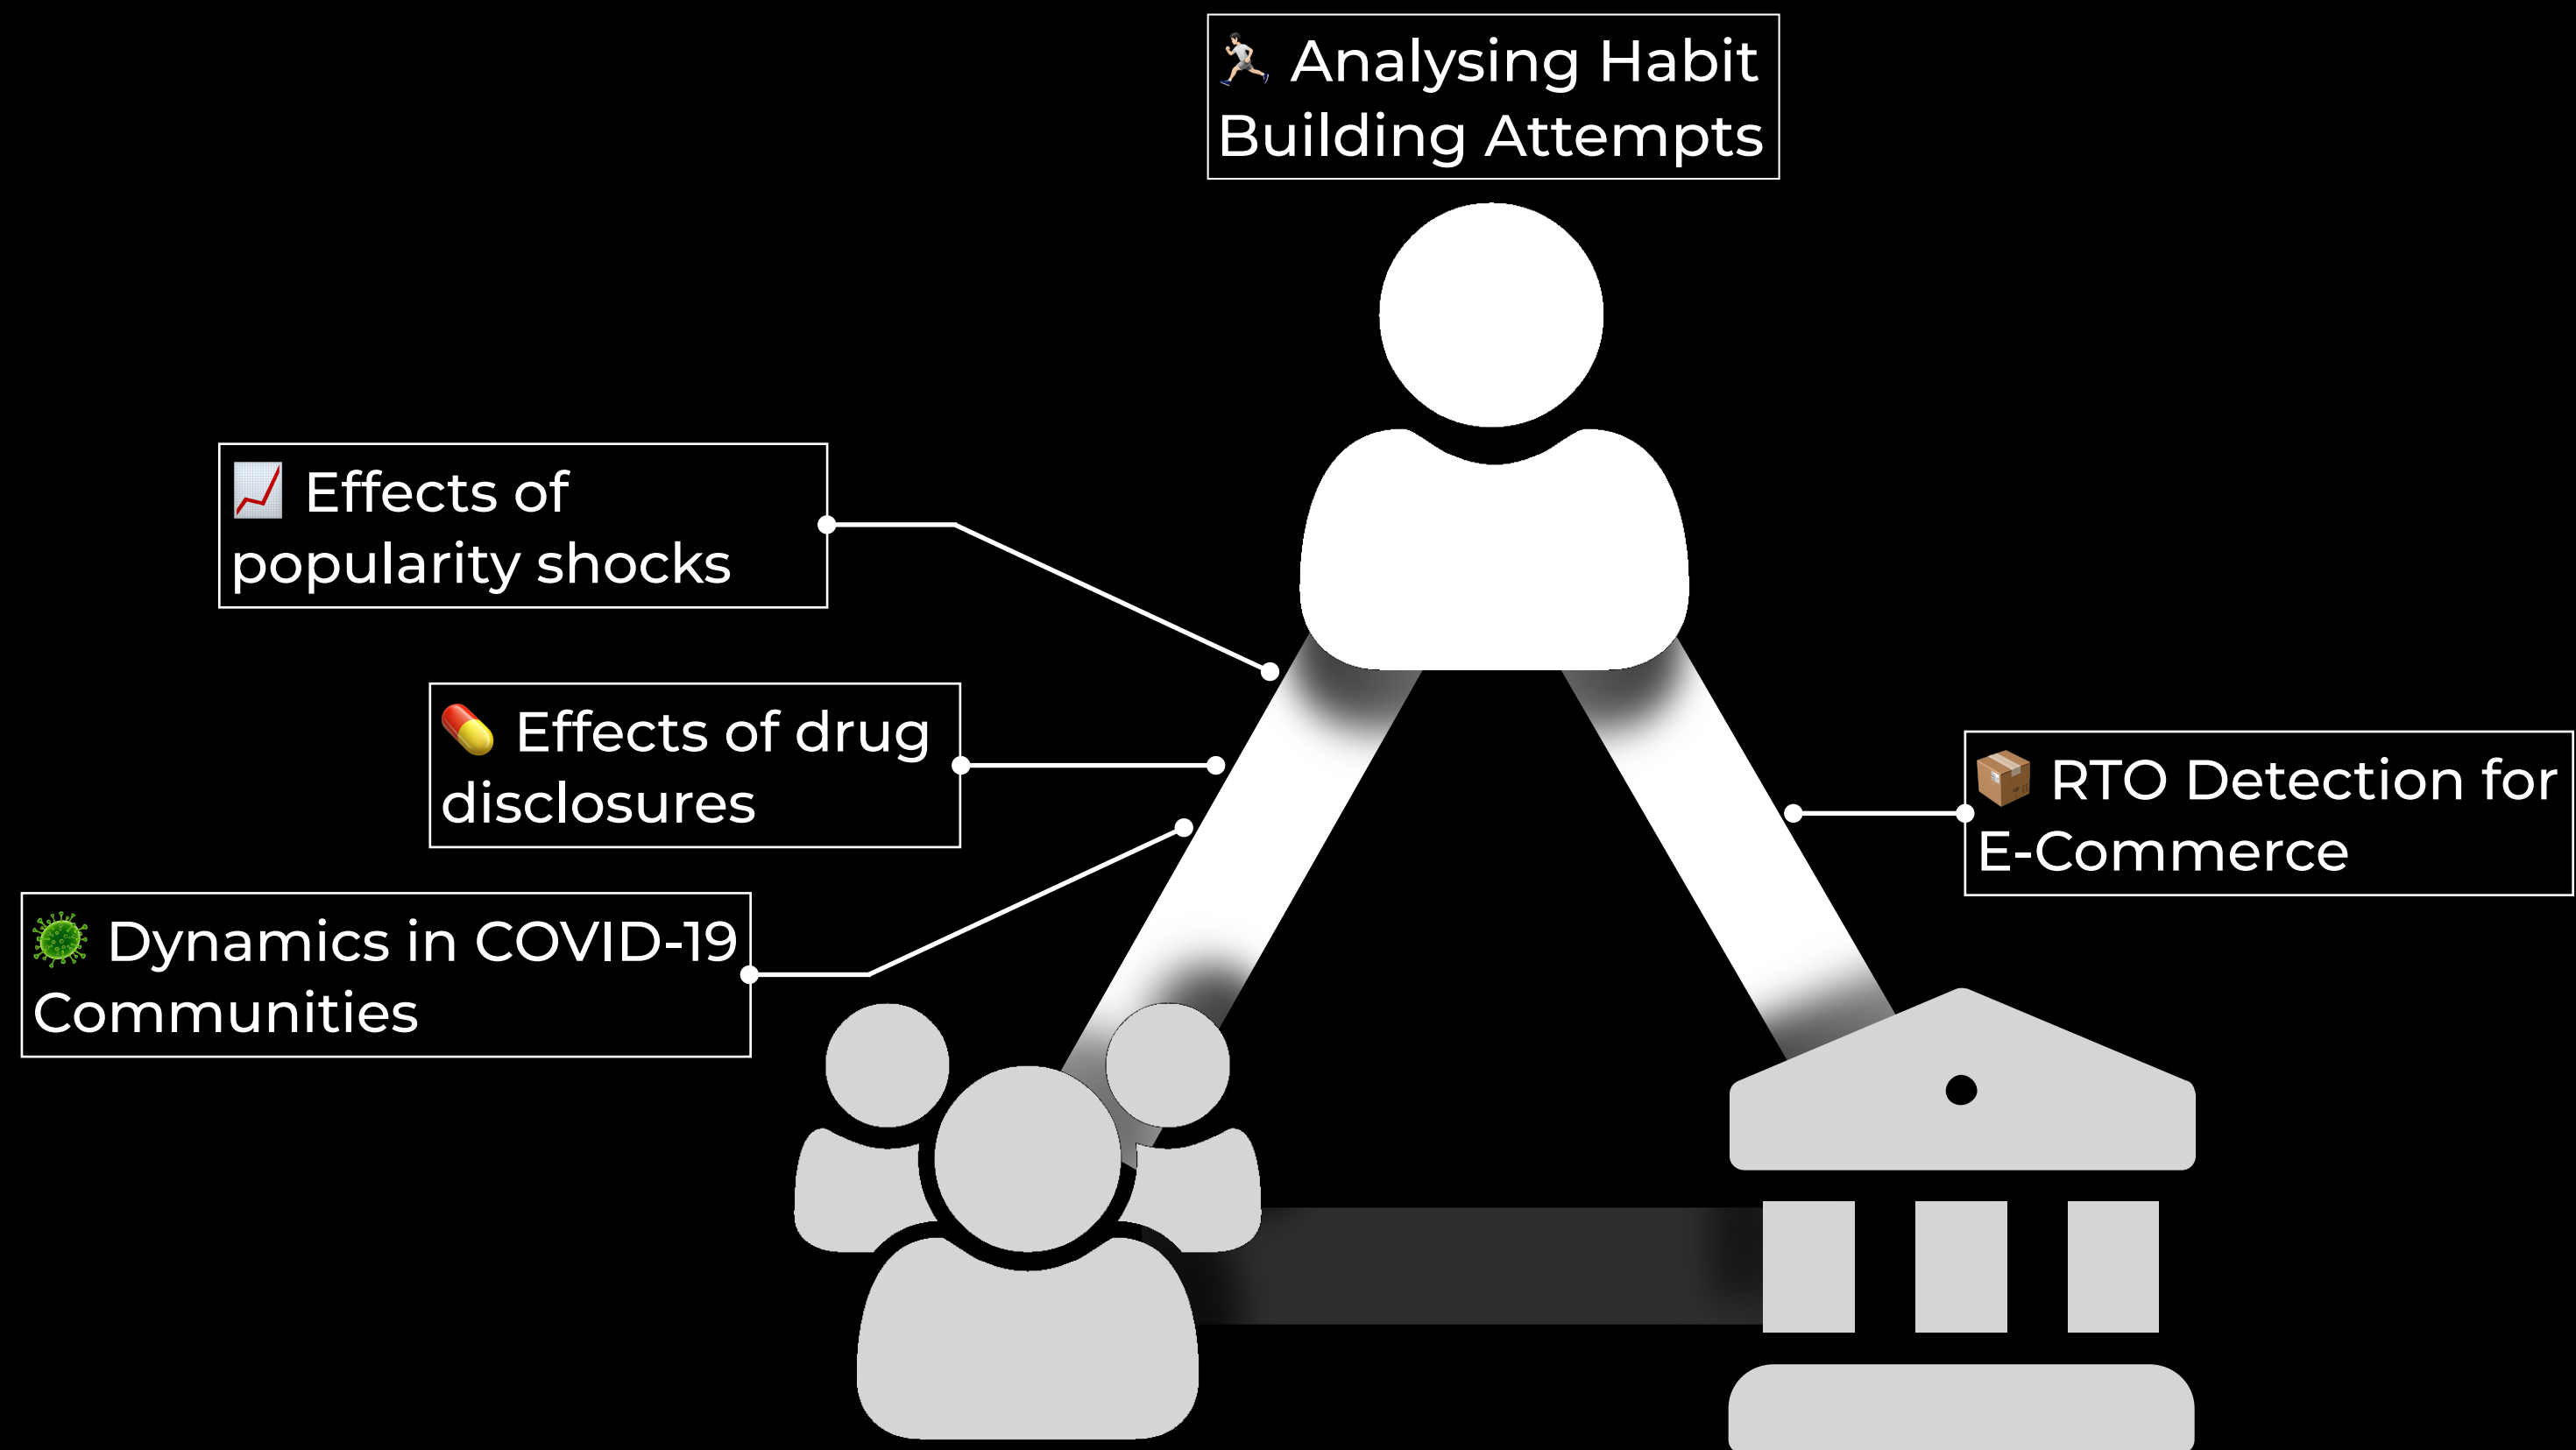 🏃🏻 Analysing Habit
Building Attempts
📈 Effects of
popularity shocks
💊 Effects of drug
disclosures
📦 RTO Detection for
E-Commerce
🦠 Dynamics in COVID-19
Communities